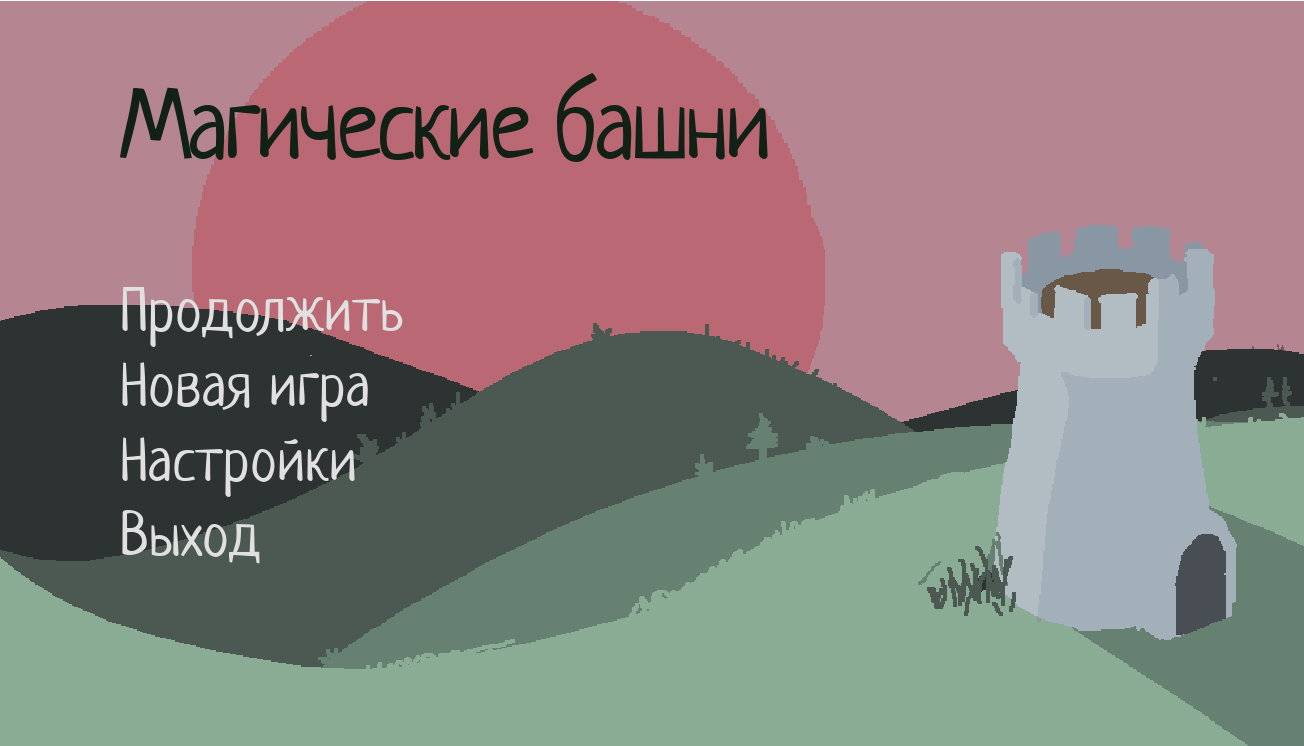 Магические башни
Продолжить
Новая игра
Настройки
Выход